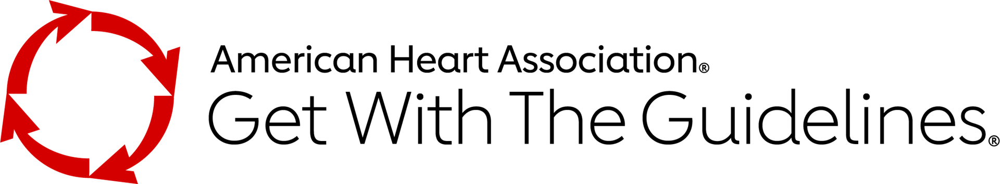 American Heart Association®
Get With The Guidelines®